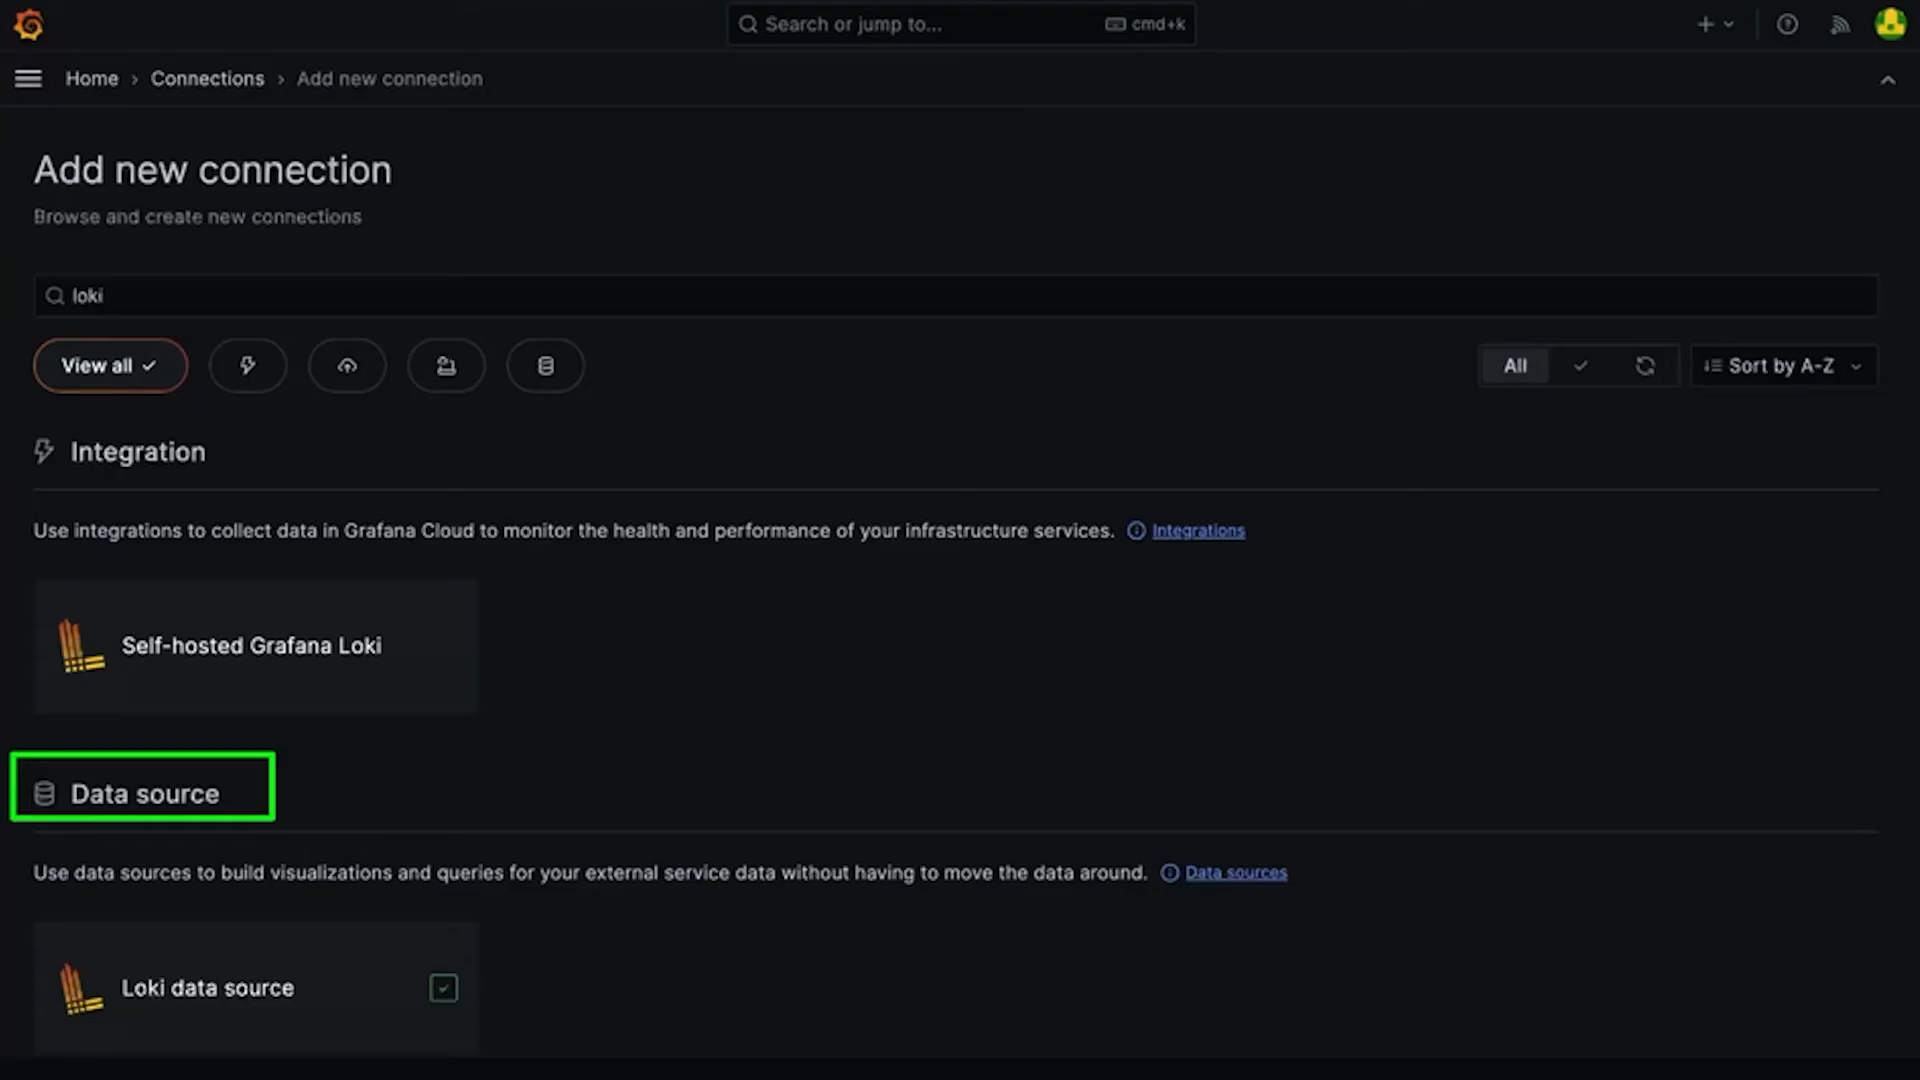 Search or jump to...
cmd+k
Home › Connections › Add new connection
Add new connection
Browse and create new connections
loki
View all
All
Sort by A-Z
Integration
Use integrations to collect data in Grafana Cloud to monitor the health and performance of your infrastructure services. Integrations
Self-hosted Grafana Loki
Data source
Use data sources to build visualizations and queries for your external service data without having to move the data around. Data sources
Loki data source